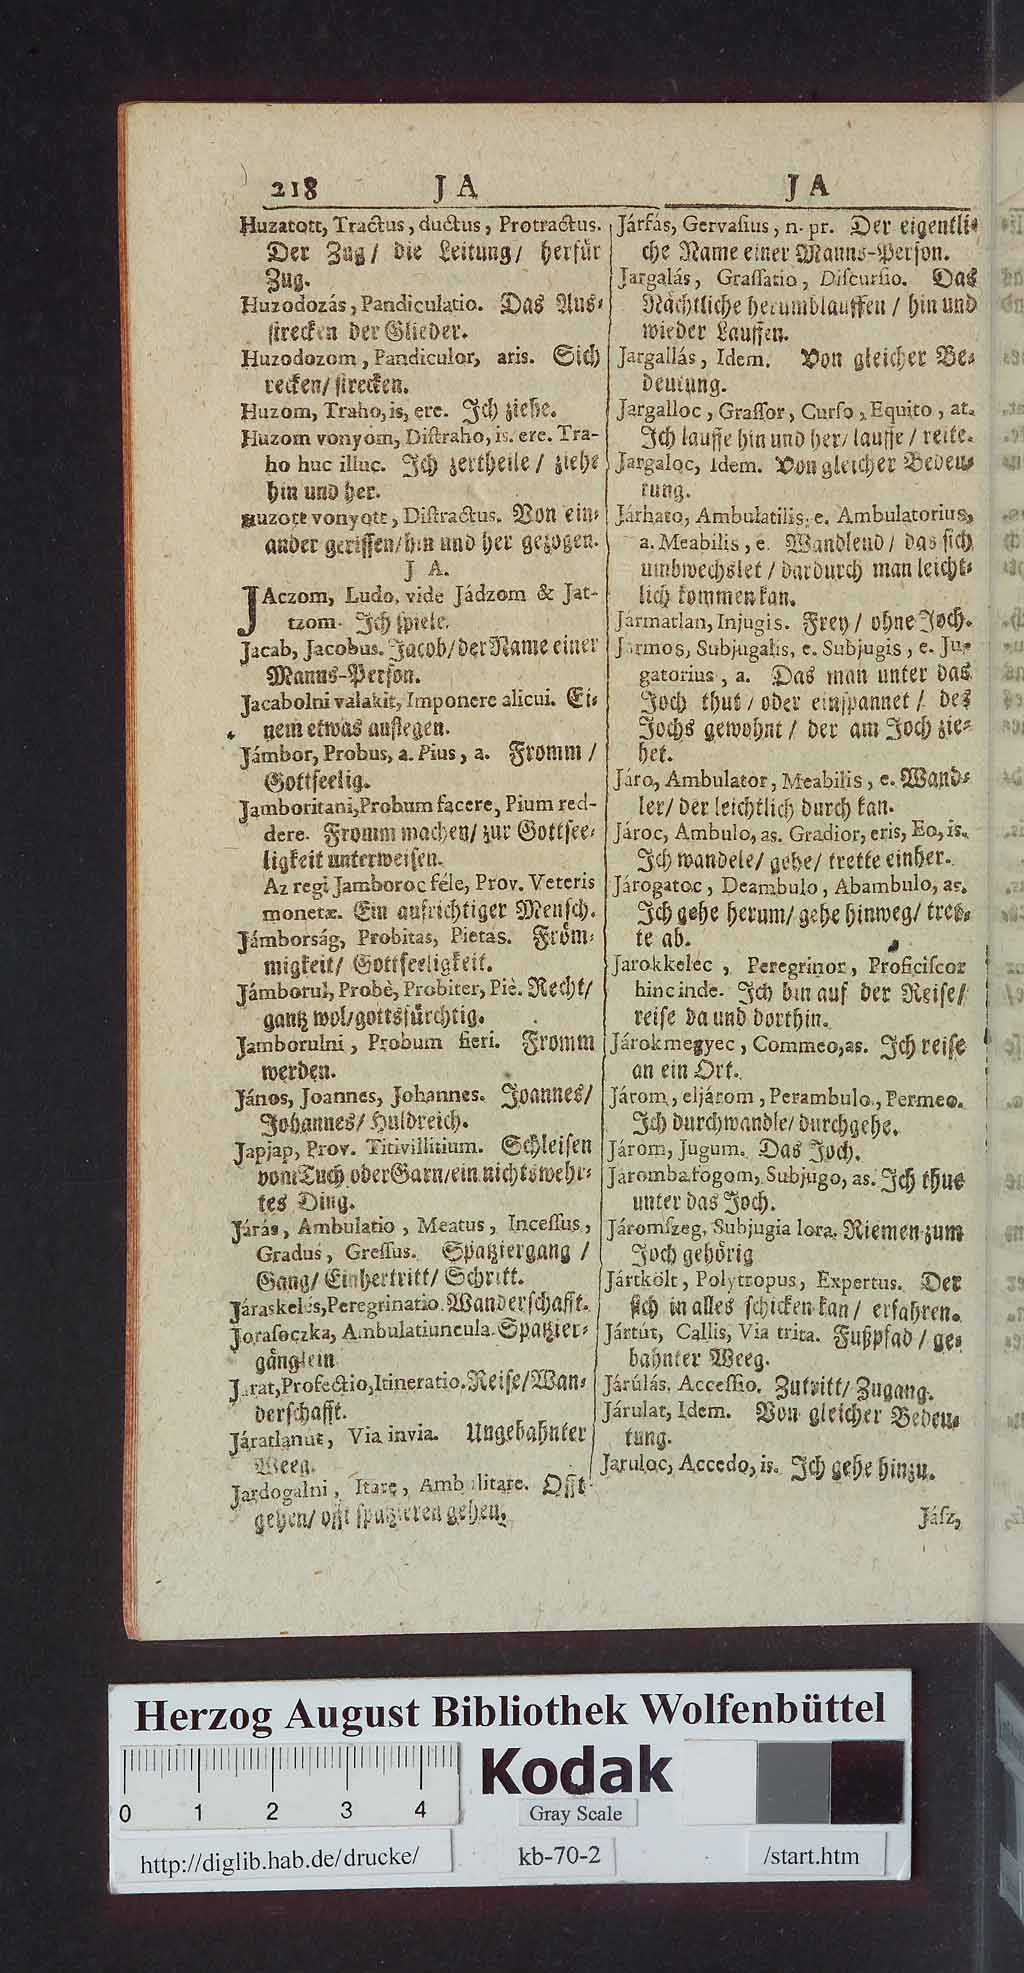 218 JA JA
Huzatott, Tractus, ductus, Protractus.
Der Zug/ die Leitung/ herfür
Zug.
Huzodozás, Pandiculatio. Das Aus-
strecken der Glieder.
Huzodozom, Pandiculor, aris. Sich
recken/ strecken.
Huzom, Traho, is, ere. Ich ziehe.
Huzom vonyom, Distraho, is. ere. Tra-
ho huc illuc. Ich zertheile/ ziehe
hin und her.
Huzott vonyott, Distractus. Von ein-
ander gerissen/ hin und her gezogen.
J A.
JAczom, Ludo, vide Jádzom & Jat-
tzom. Ich spiele.
Jacab, Jacobus. Jacob/ der Name einer
Manns-Person.
Jacabolni valakit, Imponere alicui. Ei-
nem etwas auflegen.
Jámbor, Probus, a. Pius, a. Fromm/
Gottseelig.
Jamboritani, Probum facere, Pium red-
dere. Fromm machen/ zur Gottsee-
ligkeit unterweisen.
Az regi Jamboroc féle, Prov. Veteris
monetæ. Ein aufrichtiger Mensch.
Jámborság, Probitas, Pietas. From-
migkeit/ Gottseeligkeit.
Jámborul, Probè, Probiter, Piè. Recht/
gantz wol/ gottsfürchtig.
Jamborulni, Probum fieri. Fromm
werden.
János, Joannes, Johannes. Joannes/
Johannes/ Huldreich.
Japjap, Prov. Titivillitium. Schleisen
vom Tuch oder Garn/ ein nichtswehr-
tes Ding.
Járás, Ambulatio, Meatus, Incessus,
Gradus, Gressus. Spatziergang/
Gang/ Einhertritt/ Schritt.
Járaskelés, Peregrinatio. Wanderschafft.
Jorasoczka, Ambulatiuncula. Spatzier-
gänglein
Jarat, Profectio, Itineratio. Reise/ Wan-
derschafft.
Járatlanut, Via invia. Ungebahnter
Weeg.
Jardogalni, Itare, Ambulitare. Offt
gehen/ offt spatzieren gehen.
Járfás, Gervasius, n. pr. Der eigentli-
che Name einer Manns-Person.
Jargalás, Grassatio, Discursio. Das
Nächtliche herumblauffen/ hin und
wieder Lauffen.
Jargallás, Idem. Von gleicher Be-
deutung.
Jargalloc, Grassor, Curso, Equito, at.
Ich lauffe hin und her/ lauffe/ reite.
Jargaloc, Idem. Von gleicher Bedeu-
tung.
Járhato, Ambulatilis, e. Ambulatorius,
a. Meabilis, e. Wandlend/ das sich
umbwechslet/ dardurch man leicht-
lich kommen kan.
Jarmatlan, Injugis. Frey/ ohne Joch.
Jarmos, Subjugalis, e. Subjugis, e. Ju-
gatorius, a. Das man unter das
Joch thut/ oder einspannet/ des
Jochs gewohnt/ der am Joch zie-
het.
Járo, Ambulator, Meabilis, e. Wand-
ler/ der leichtlich durch kan.
Jároc, Ambulo, as. Gradior, eris, Eo, is.
Ich wandele/ gehe/ trette einher.
Járogatoc, Deambulo, Abambulo, as.
Ich gehe herum/ gehe hinweg/ tret-
te ab.
Jarokkelec, Peregrinor, Proficiscor
hinc inde. Ich bin auf der Reise/
reise da und dorthin.
Járokmegyec, Commeo, as. Ich reise
an ein Ort.
Járom, eljárom, Perambulo, Permeo.
Ich durchwandle/ durchgehe.
Járom, Jugum. Das Joch.
Jaromba fogom, Subjugo, as. Ich thue
unter das Joch.
Járomszeg, Subjugia lora. Riemen zum
Joch gehörig
Jártkölt, Polytropus, Expertus. Der
sich in alles schicken kan/ erfahren.
Jártút, Callis, Via trita. Fußpfad/ ge-
bahnter Weeg.
Járúlás, Accessio. Zutritt/ Zugang.
Járulat, Idem. Von gleicher Bedeu-
tung.
Jaruloc, Accedo, is. Ich gehe hinzu.
Jász,
Herzog August Bibliothek Wolfenbüttel
Kodak
Gray Scale
0 1 2 3 4
http://diglib.hab.de/drucke/ kb-70-2 /start.htm